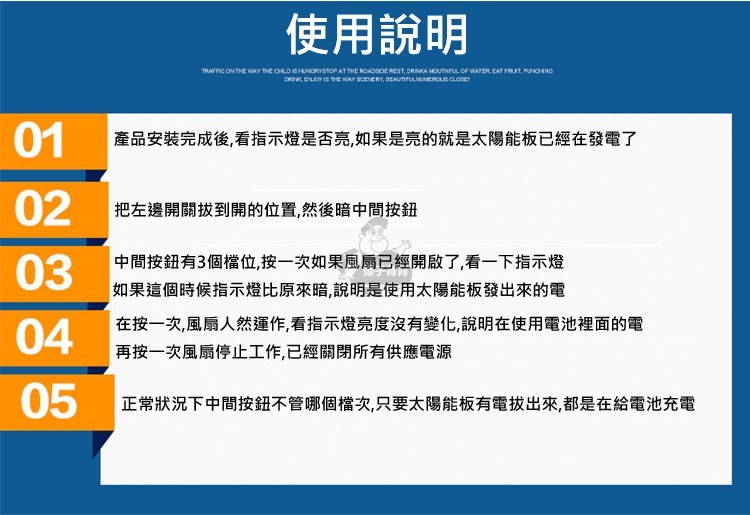 使用說明
TRAFFIC ON THE WAY THE CHILD IS HUNGRYSTOP AT THE ROADSIDE REST, DRINKA MOUTHFUL OF WATER, EAT FRUIT, PUNCHING
DRINK, ENJOY IS THE WAY SCENERY, BEAUTIFULNUMEROUS CLOSE!
01
產品安裝完成後,看指示燈是否亮,如果是亮的就是太陽能板已經在發電了
02
把左邊開關拔到開的位置,然後暗中間按鈕
03
中間按鈕有3個檔位,按一次如果風扇已經開啟了,看一下指示燈
如果這個時候指示燈比原來暗,說明是使用太陽能板發出來的電
04
在按一次,風扇人然運作,看指示燈亮度沒有變化,說明在使用電池裡面的電
再按一次風扇停止工作,已經關閉所有供應電源
05
正常狀況下中間按鈕不管哪個檔次,只要太陽能板有電拔出來,都是在給電池充電